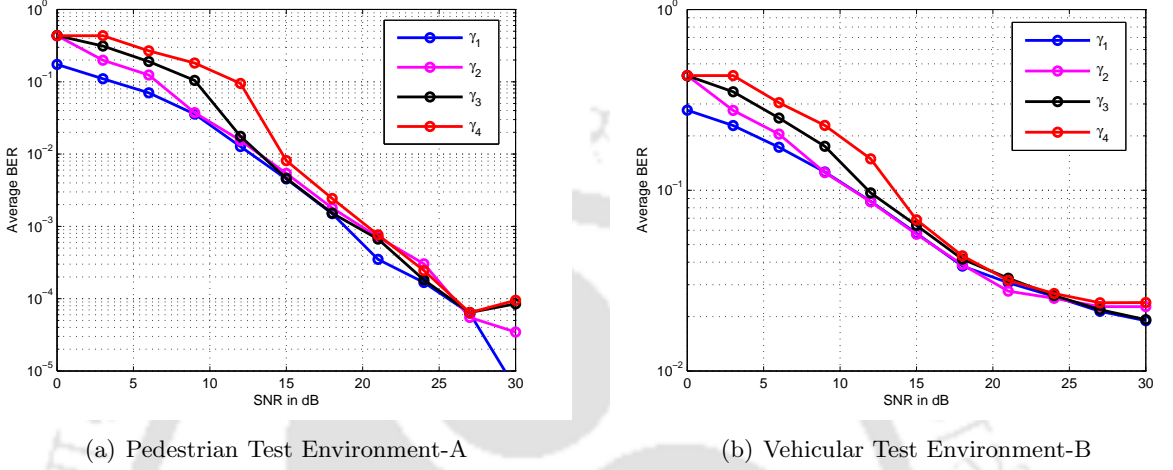 10^0
10^-1
10^-2
10^-3
10^-4
10^-5
0 5 10 15 20 25 30
SNR in dB
Average BER
γ1
γ2
γ3
γ4
(a) Pedestrian Test Environment-A
10^0
10^-1
10^-2
0 5 10 15 20 25 30
SNR in dB
Average BER
γ1
γ2
γ3
γ4
(b) Vehicular Test Environment-B